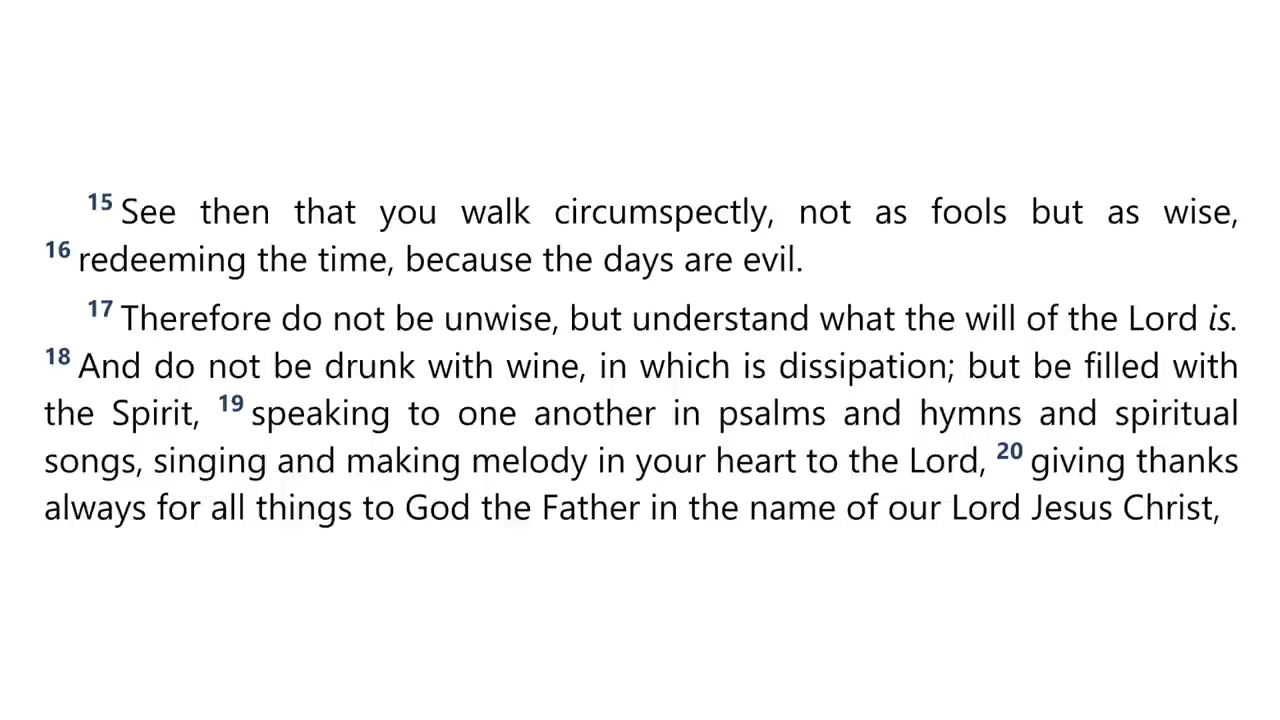 15 See then that you walk circumspectly, not as fools but as wise,
16 redeeming the time, because the days are evil.
17 Therefore do not be unwise, but understand what the will of the Lord is.
18 And do not be drunk with wine, in which is dissipation; but be filled with
the Spirit, 19 speaking to one another in psalms and hymns and spiritual
songs, singing and making melody in your heart to the Lord, 20 giving thanks
always for all things to God the Father in the name of our Lord Jesus Christ,